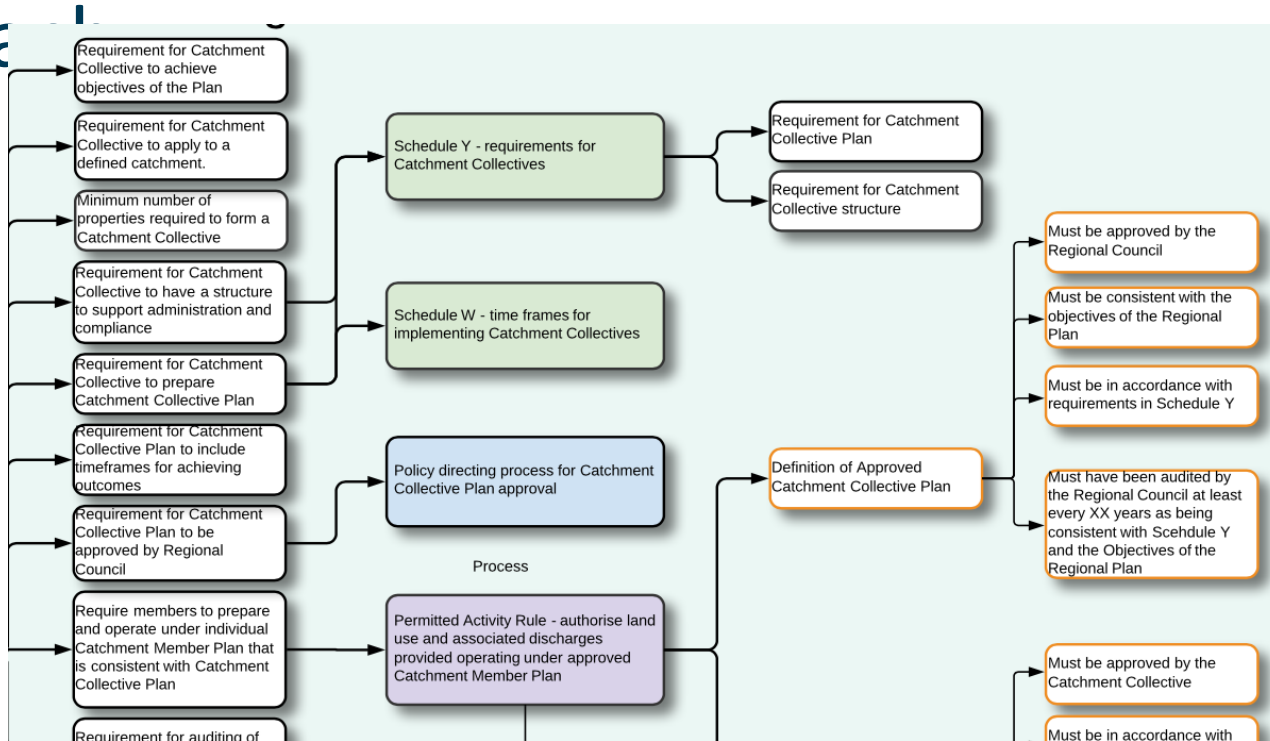 Requirement for Catchment
Collective to achieve
objectives of the Plan
Requirement for Catchment
Collective to apply to a
defined catchment.
Minimum number of
properties required to form a
Catchment Collective
Requirement for Catchment
Collective to have a structure
to support administration and
compliance
Requirement for Catchment
Collective to prepare
Catchment Collective Plan
Requirement for Catchment
Collective Plan to include
timeframes for achieving
outcomes
Requirement for Catchment
Collective Plan to be
approved by Regional
Council
Require members to prepare
and operate under individual
Catchment Member Plan that
is consistent with Catchment
Collective Plan
Requirement for auditing of
Schedule Y - requirements for
Catchment Collectives
Schedule W - time frames for
implementing Catchment Collectives
Policy directing process for Catchment
Collective Plan approval
Process
Permitted Activity Rule - authorise land
use and associated discharges
provided operating under approved
Catchment Member Plan
Requirement for Catchment
Collective Plan
Requirement for Catchment
Collective structure
Definition of Approved
Catchment Collective Plan
Must be approved by the
Regional Council
Must be consistent with the
objectives of the Regional
Plan
Must be in accordance with
requirements in Schedule Y
Must have been audited by
the Regional Council at least
every XX years as being
consistent with Scehdule Y
and the Objectives of the
Regional Plan
Must be approved by the
Catchment Collective
Must be in accordance with